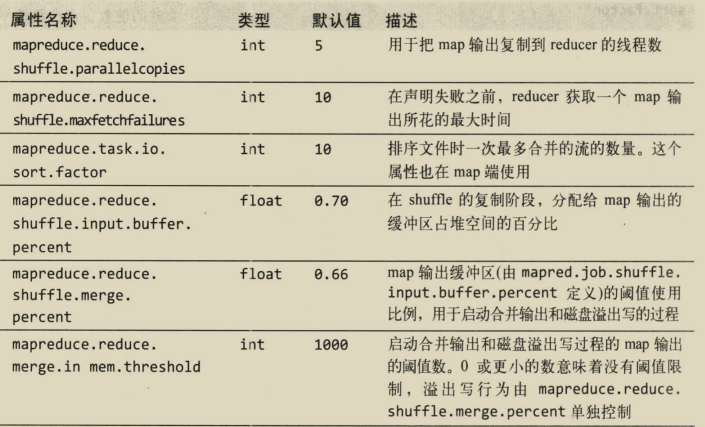 属性名称 类型 默认值 描述
mapreduce.reduce. int 5 用于把 map 输出复制到 reducer 的线程数
shuffle.parallelcopies
mapreduce.reduce. int 10 在声明失败之前，reducer 获取一个 map 输
shuffle.maxfetchfailures 出所花的最大时间
mapreduce.task.io. int 10 排序文件时一次最多合并的流的数量。这个
sort.factor 属性也在 map 端使用
mapreduce.reduce. float 0.70 在 shuffle 的复制阶段，分配给 map 输出的
shuffle.input.buffer. 缓冲区占堆空间的百分比
percent
mapreduce.reduce. float 0.66 map 输出缓冲区(由 mapred.job.shuffle.
shuffle.merge. input.buffer.percent 定义)的阈值使用
percent 比例，用于启动合并输出和磁盘溢出写的过程
mapreduce.reduce. int 1000 启动合并输出和磁盘溢出写过程的 map 输出
merge.in mem.threshold 的阈值数。0 或更小的数意味着没有阈值限
制，溢出写行为由 mapreduce.reduce.
shuffle.merge.percent 单独控制